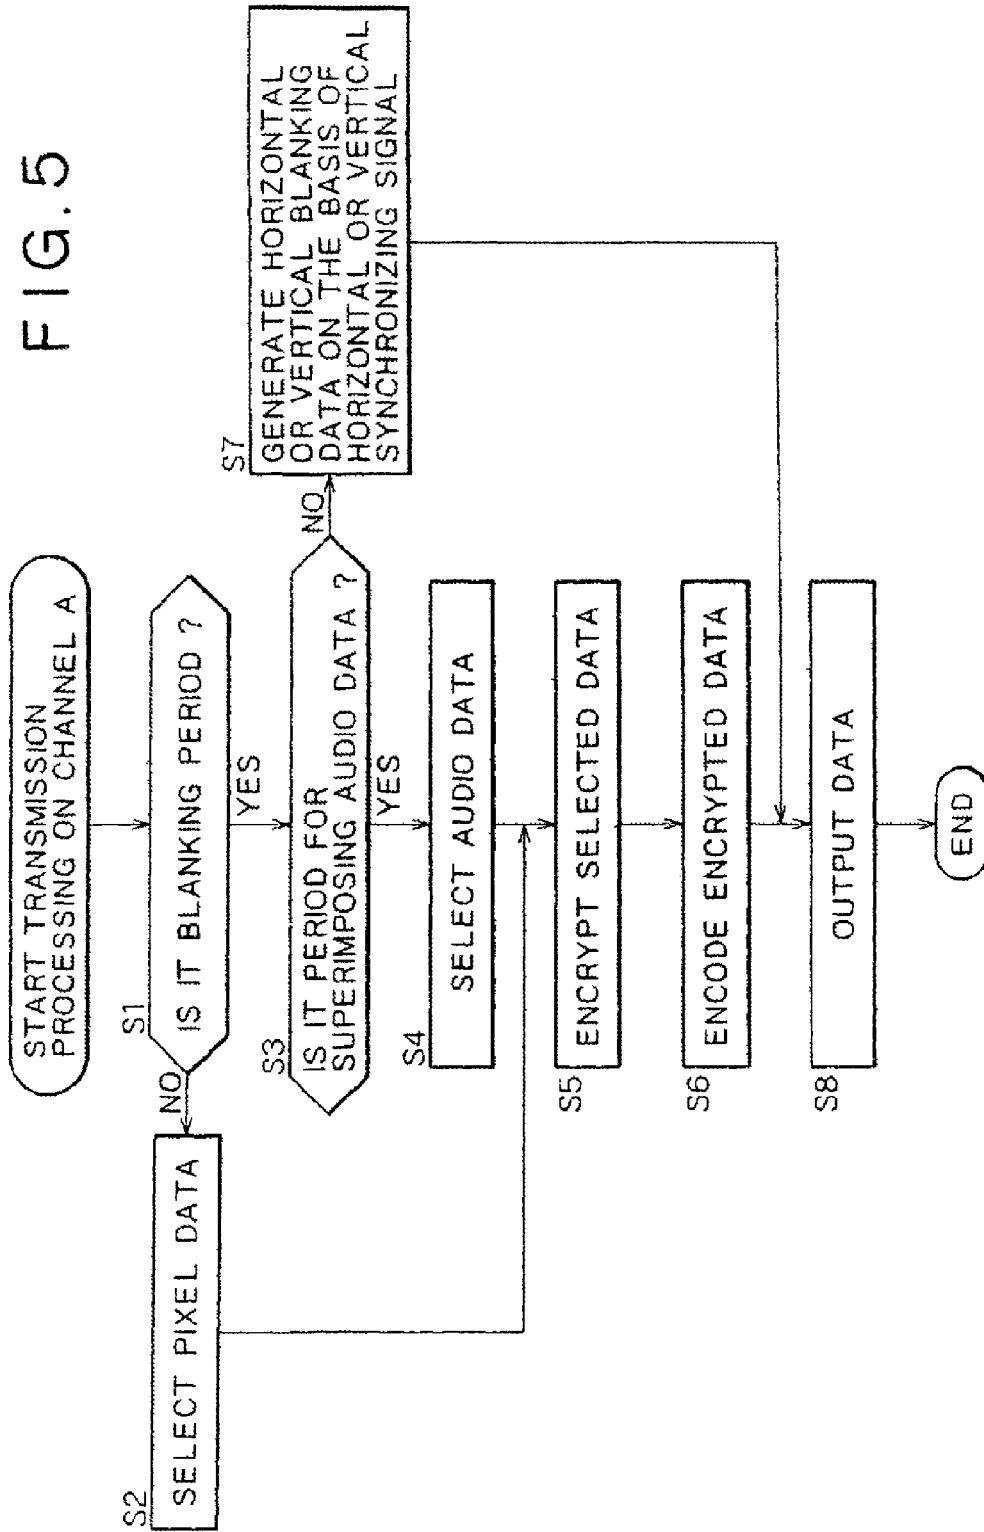 FIG. 5
START TRANSMISSION
PROCESSING ON CHANNEL A
S1
IS IT BLANKING PERIOD ?
NO
YES
S2
SELECT PIXEL DATA
S3
IS IT PERIOD FOR
SUPERIMPOSING AUDIO DATA ?
NO
YES
S7
GENERATE HORIZONTAL
OR VERTICAL BLANKING
DATA ON THE BASIS OF
HORIZONTAL OR VERTICAL
SYNCHRONIZING SIGNAL
S4
SELECT AUDIO DATA
S5
ENCRYPT SELECTED DATA
S6
ENCODE ENCRYPTED DATA
S8
OUTPUT DATA
END